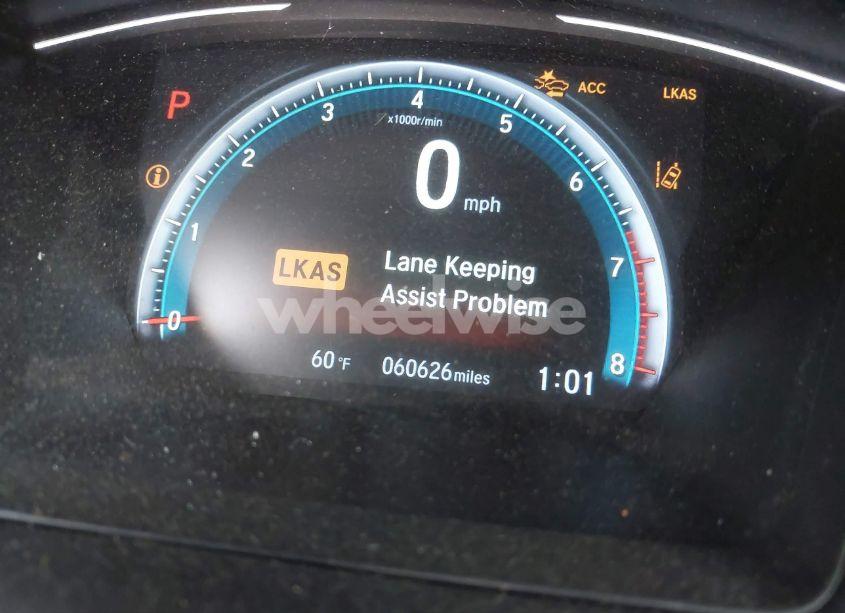 P
ACC
LKAS
4
3
5
x1000r/min
2
6
0 mph
i
1
7
LKAS
Lane Keeping
Assist Problem
wheelwise
0
8
60 °F
060626 miles
1:01